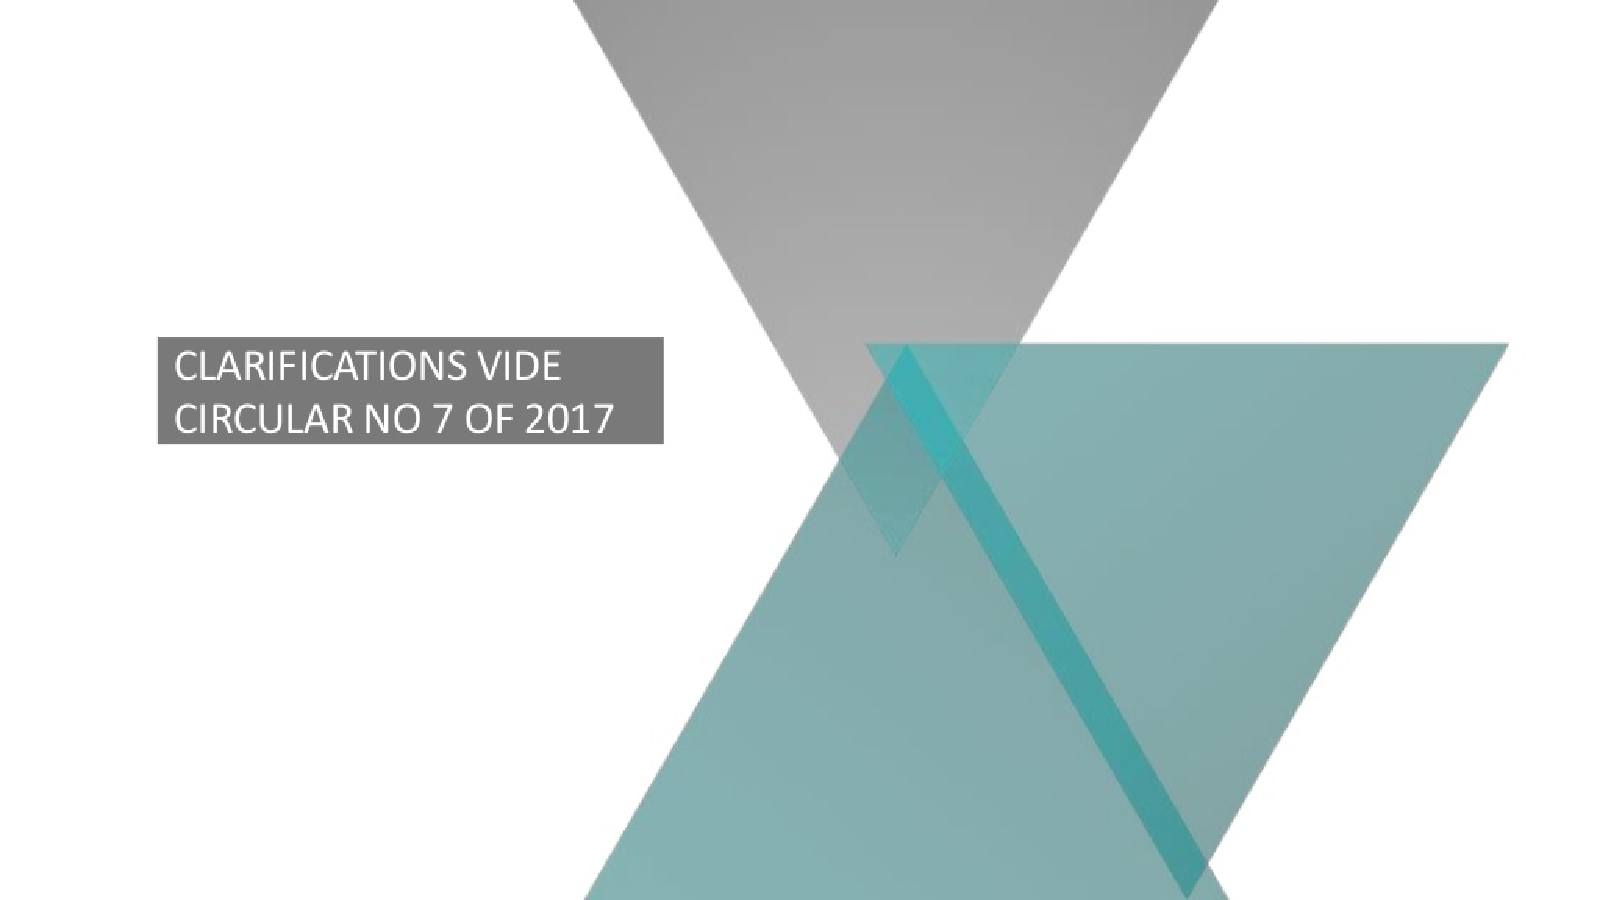 CLARIFICATIONS VIDE
CIRCULAR NO 7 OF 2017